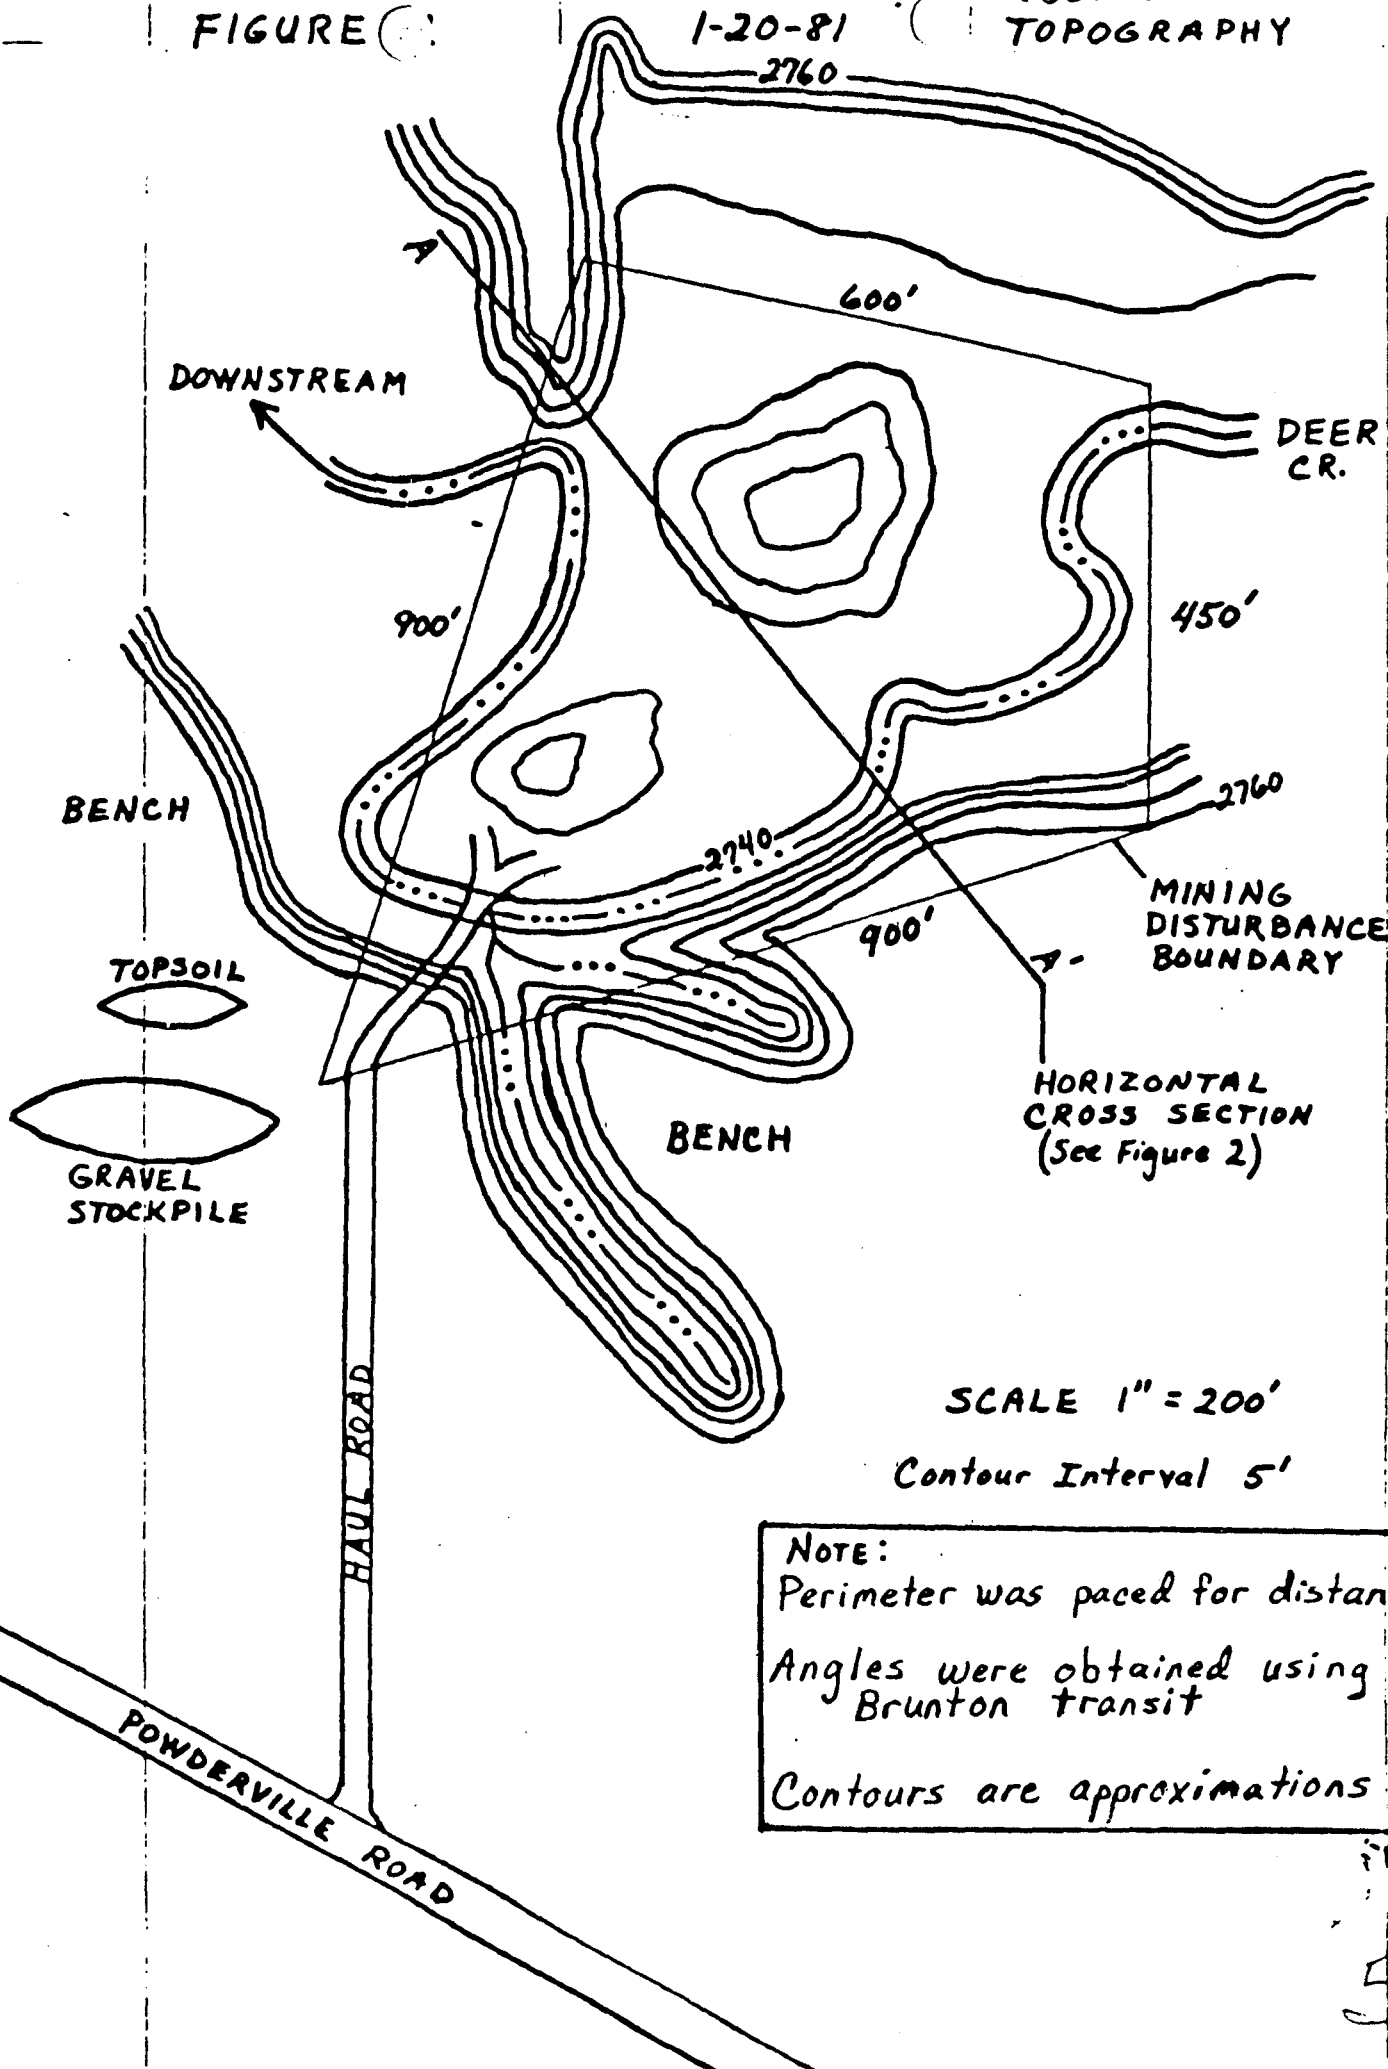 FIGURE
1-20-81
TOPOGRAPHY
2760
A
600'
DOWNSTREAM
DEER
CR.
900'
450'
BENCH
2760
2740
MINING
DISTURBANCE
BOUNDARY
900'
TOPSOIL
A-
HORIZONTAL
CROSS SECTION
(See Figure 2)
BENCH
GRAVEL
STOCKPILE
HAUL ROAD
SCALE 1" = 200'
Contour Interval 5'
NOTE:
Perimeter was paced for distan
Angles were obtained using
Brunton transit
Contours are approximations
POWDERVILLE ROAD